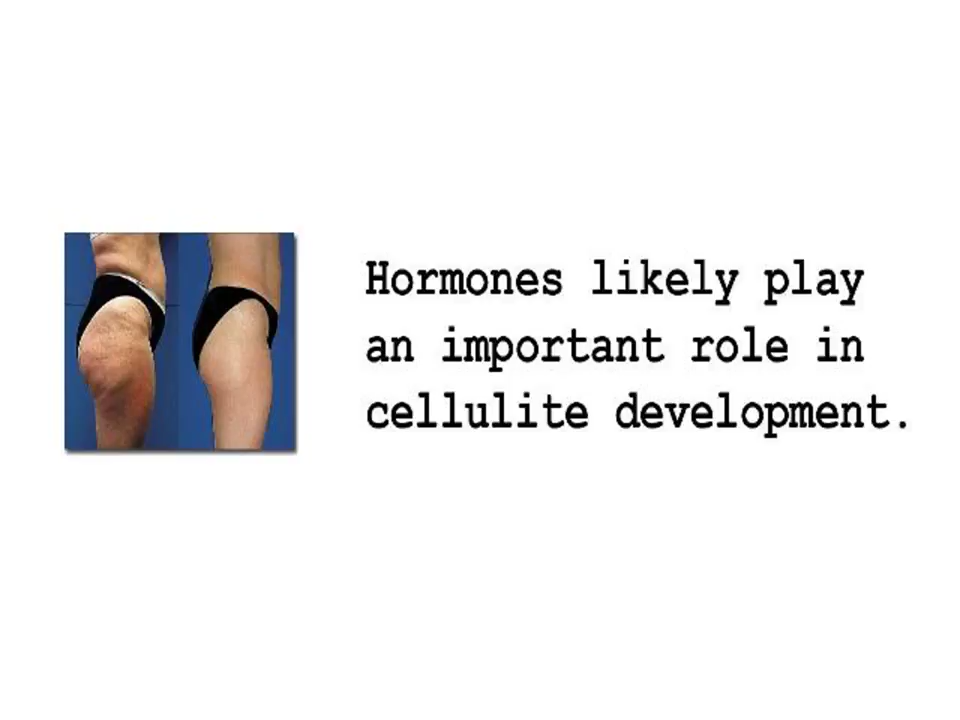 Hormones likely play
an important role in
cellulite development.